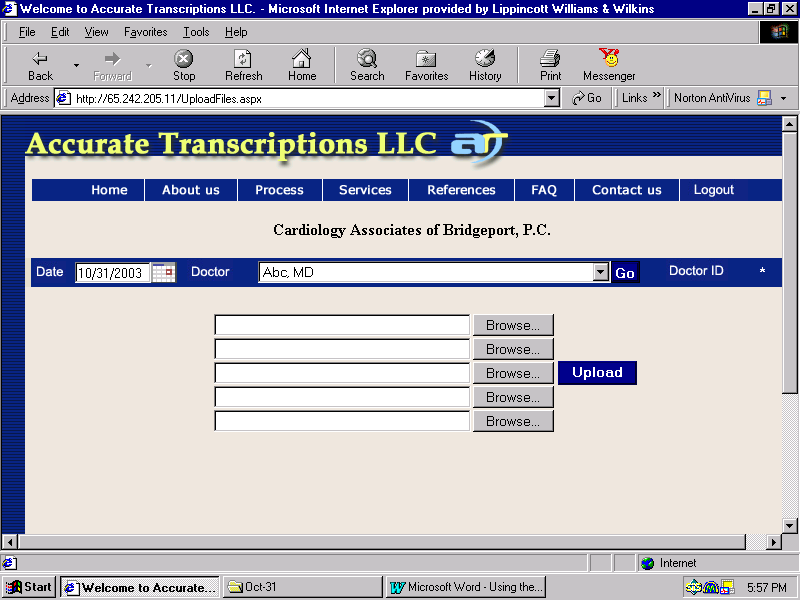 Welcome to Accurate Transcriptions LLC. - Microsoft Internet Explorer provided by Lippincott Williams & Wilkins
File Edit View Favorites Tools Help
Back Forward Stop Refresh Home Search Favorites History Print Messenger
Address http://65.242.205.11/UploadFiles.aspx Go Links » Norton AntiVirus
Accurate Transcriptions LLC at
Home About us Process Services References FAQ Contact us Logout
Cardiology Associates of Bridgeport, P.C.
Date 10/31/2003 Doctor Abc, MD Go Doctor ID *
Browse...
Browse...
Browse... Upload
Browse...
Browse...
Internet
Start Welcome to Accurate... Oct-31 Microsoft Word - Using the... 5:57 PM